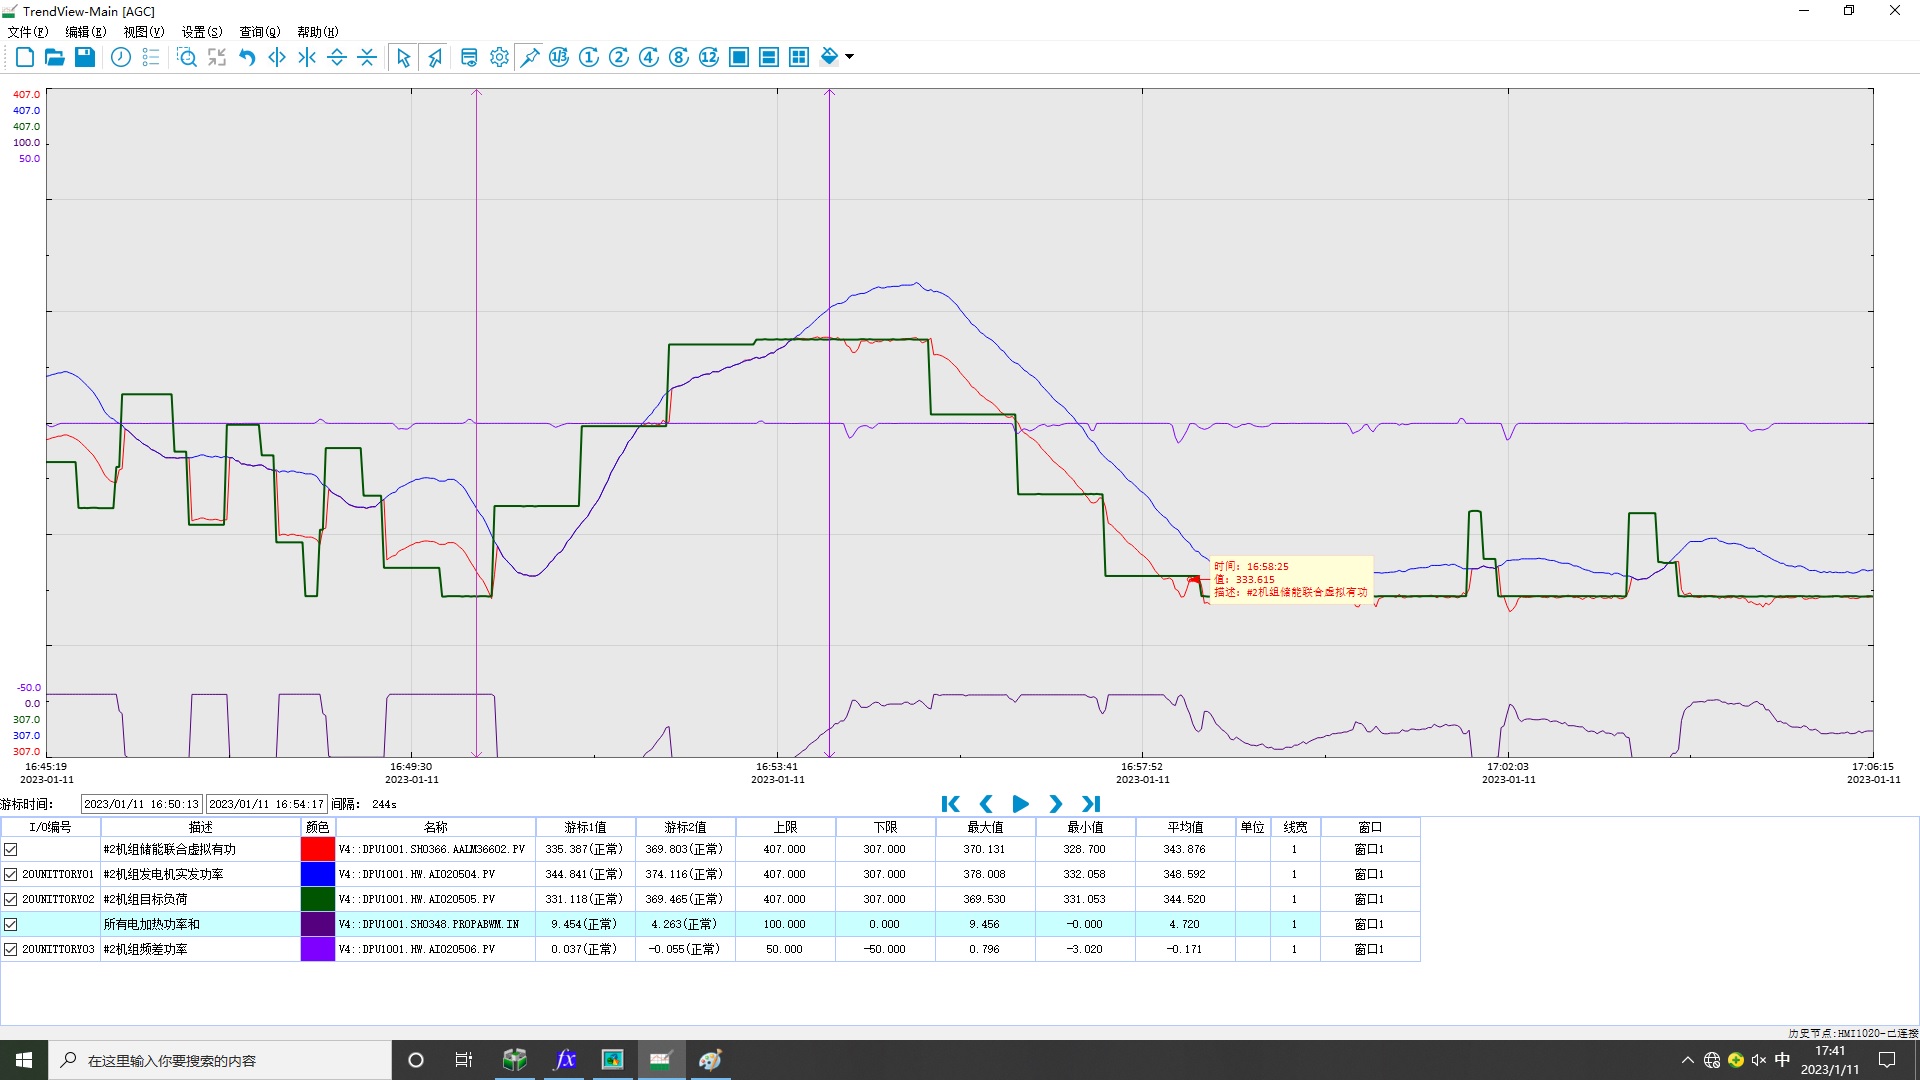 TrendView-Main [AGC]
文件(F) 编辑(E) 视图(V) 设置(S) 查询(Q) 帮助(H)
1/3 1 2 4 8 12
407.0
407.0
407.0
100.0
50.0
时间: 16:58:25
值: 333.615
描述: #2机组储能联合虚拟有功
-50.0
0.0
307.0
307.0
307.0
16:45:19 16:49:30 16:53:41 16:57:52 17:02:03 17:06:15
2023-01-11 2023-01-11 2023-01-11 2023-01-11 2023-01-11 2023-01-11
游标时间: 2023/01/11 16:50:13 2023/01/11 16:54:17 间隔: 244s
I/O编号 描述 颜色 名称 游标1值 游标2值 上限 下限 最大值 最小值 平均值 单位 线宽 窗口
#2机组储能联合虚拟有功 V4::DPU1001.SH0366.AALM36602.PV 335.387(正常) 369.803(正常) 407.000 307.000 370.131 328.700 343.876 1 窗口1
20UNITTORY01 #2机组发电机实发功率 V4::DPU1001.HW.AI020504.PV 344.841(正常) 374.116(正常) 407.000 307.000 378.008 332.058 348.592 1 窗口1
20UNITTORY02 #2机组目标负荷 V4::DPU1001.HW.AI020505.PV 331.118(正常) 369.465(正常) 407.000 307.000 369.530 331.053 344.520 1 窗口1
所有电加热功率和 V4::DPU1001.SH0348.PROPABWM.IN 9.454(正常) 4.263(正常) 100.000 0.000 9.456 -0.000 4.720 1 窗口1
20UNITTORY03 #2机组频差功率 V4::DPU1001.HW.AI020506.PV 0.037(正常) -0.055(正常) 50.000 -50.000 0.796 -3.020 -0.171 1 窗口1
历史节点:HMI1020-已连接
在这里输入你要搜索的内容
fx
中
17:41
2023/1/11